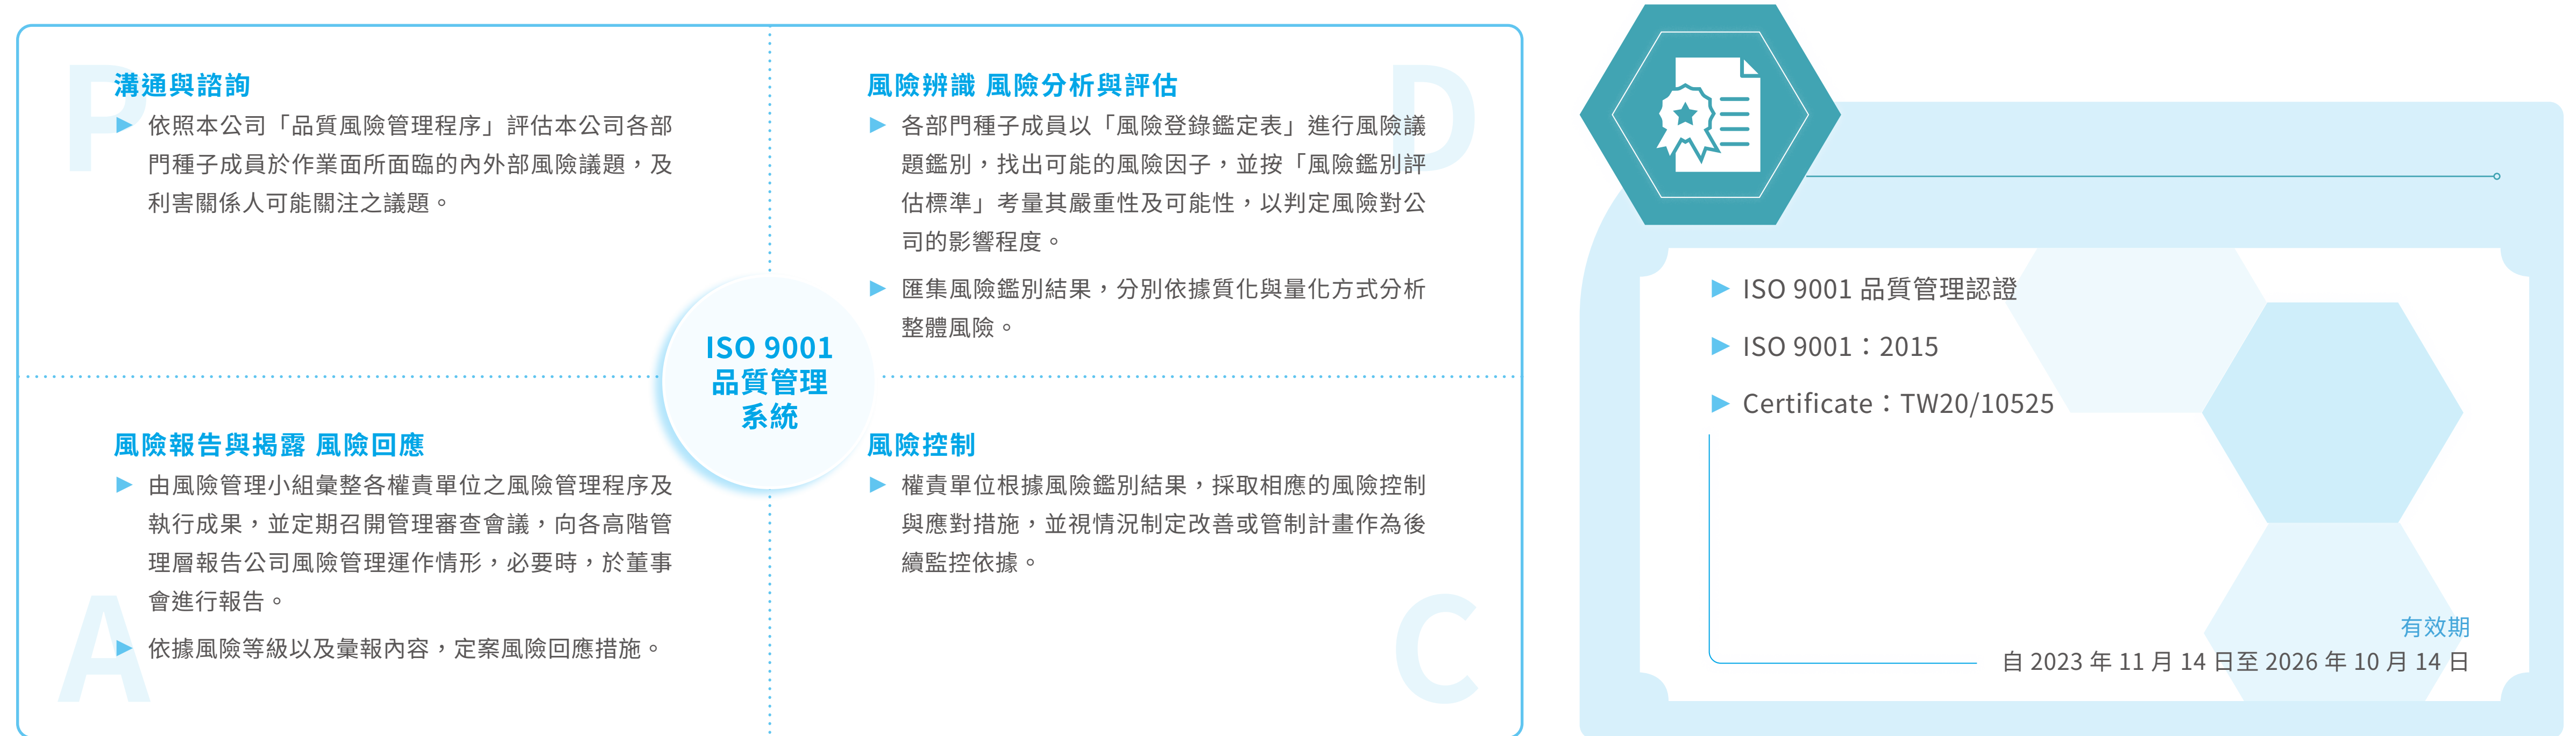 P
溝通與諮詢
依照本公司「品質風險管理程序」評估本公司各部
門種子成員於作業面所面臨的內外部風險議題，及
利害關係人可能關注之議題。
D
風險辨識 風險分析與評估
各部門種子成員以「風險登錄鑑定表」進行風險議
題鑑別，找出可能的風險因子，並按「風險鑑別評
估標準」考量其嚴重性及可能性，以判定風險對公
司的影響程度。
匯集風險鑑別結果，分別依據質化與量化方式分析
整體風險。
ISO 9001
品質管理
系統
風險報告與揭露 風險回應
由風險管理小組彙整各權責單位之風險管理程序及
執行成果，並定期召開管理審查會議，向各高階管
理層報告公司風險管理運作情形，必要時，於董事
會進行報告。
依據風險等級以及彙報內容，定案風險回應措施。
A
風險控制
權責單位根據風險鑑別結果，採取相應的風險控制
與應對措施，並視情況制定改善或管制計畫作為後
續監控依據。
C
ISO 9001 品質管理認證
ISO 9001：2015
Certificate：TW20/10525
有效期
自 2023 年 11 月 14 日至 2026 年 10 月 14 日